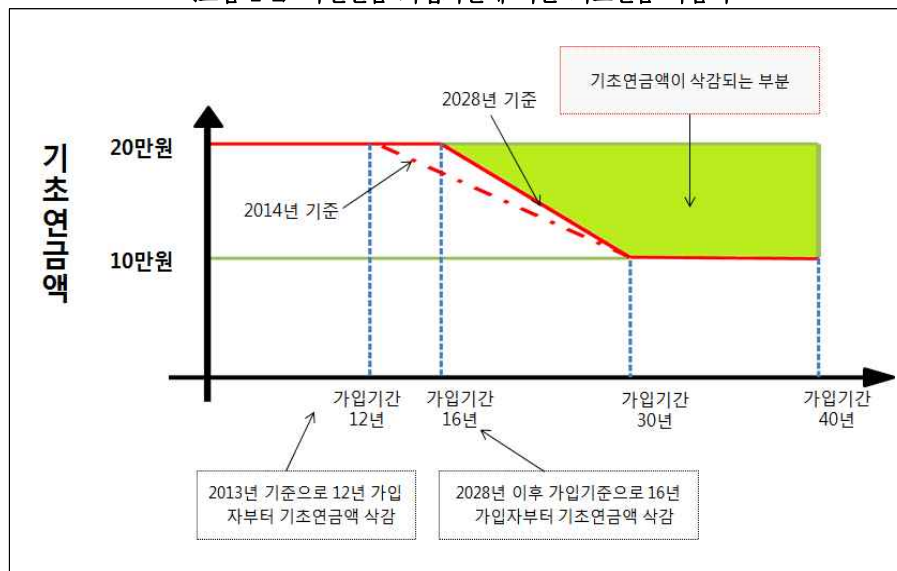 2028년 기준
기초연금액이 삭감되는 부분
기초연금액
20만원
2014년 기준
10만원
가입기간
12년
가입기간
16년
가입기간
30년
가입기간
40년
2013년 기준으로 12년 가입
자부터 기초연금액 삭감
2028년 이후 가입기준으로 16년
가입자부터 기초연금액 삭감